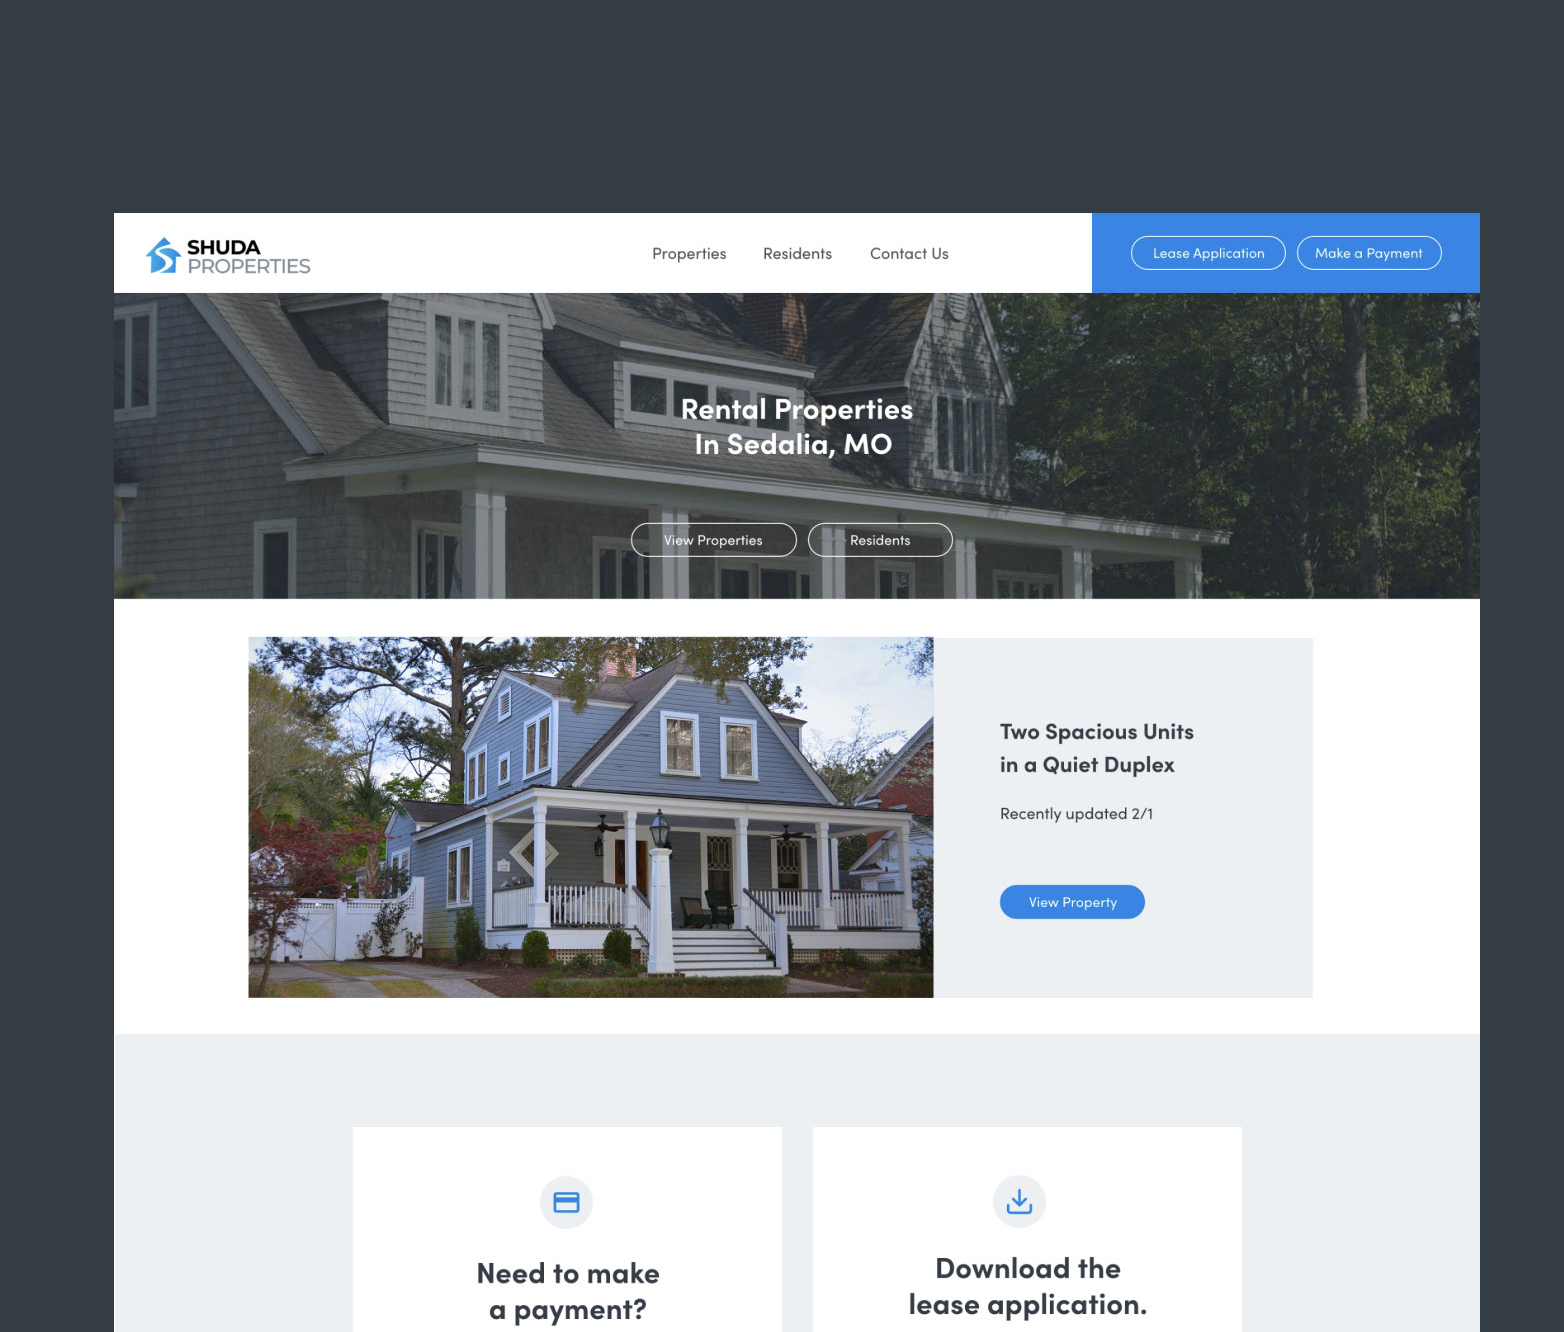 SHUDA
PROPERTIES
Properties
Residents
Contact Us
Lease Application
Make a Payment
Rental Properties
In Sedalia, MO
View Properties
Residents
Two Spacious Units
in a Quiet Duplex
Recently updated 2/1
View Property
Need to make
a payment?
Download the
lease application.